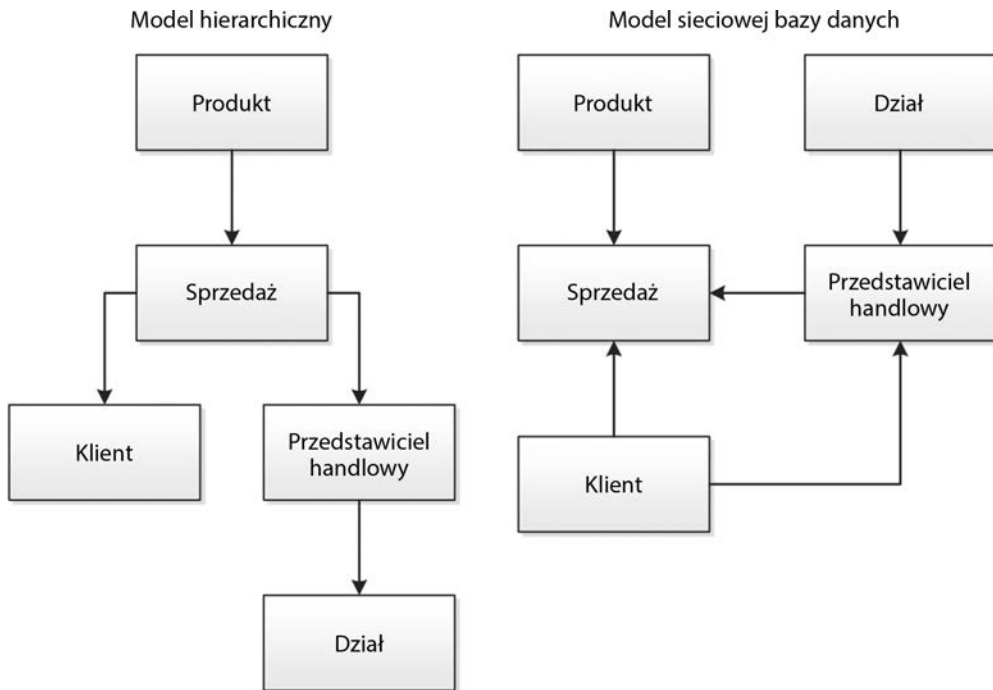 Model hierarchiczny
Produkt
Sprzedaż
Klient
Przedstawiciel
handlowy
Dział
Model sieciowej bazy danych
Produkt
Dział
Sprzedaż
Przedstawiciel
handlowy
Klient